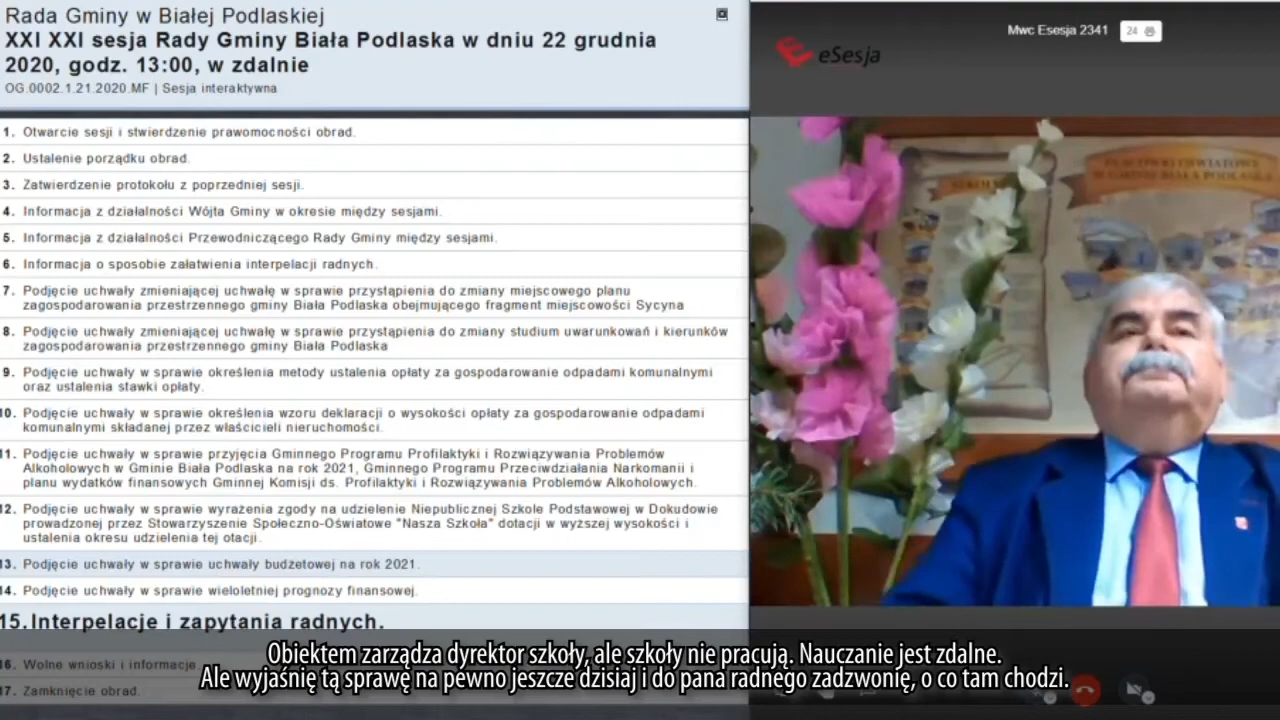 Rada Gminy w Białej Podlaskiej
XXI XXI sesja Rady Gminy Biała Podlaska w dniu 22 grudnia
2020, godz. 13:00, w zdalnie
OG.0002.1.21.2020.MF | Sesja interaktywna
1. Otwarcie sesji i stwierdzenie prawomocności obrad.
2. Ustalenie porządku obrad.
3. Zatwierdzenie protokołu z poprzedniej sesji.
4. Informacja z działalności Wójta Gminy w okresie między sesjami.
5. Informacja z działalności Przewodniczącego Rady Gminy między sesjami.
6. Informacja o sposobie załatwienia interpelacji radnych.
7. Podjęcie uchwały zmieniającej uchwałę w sprawie przystąpienia do zmiany miejscowego planu
zagospodarowania przestrzennego gminy Biała Podlaska obejmującego fragment miejscowości Sycyna
8. Podjęcie uchwały zmieniającej uchwałę w sprawie przystąpienia do zmiany studium uwarunkowań i kierunków
zagospodarowania przestrzennego gminy Biała Podlaska
9. Podjęcie uchwały w sprawie określenia metody ustalenia opłaty za gospodarowanie odpadami komunalnymi
oraz ustalenia stawki opłaty.
10. Podjęcie uchwały w sprawie określenia wzoru deklaracji o wysokości opłaty za gospodarowanie odpadami
komunalnymi składanej przez właścicieli nieruchomości.
11. Podjęcie uchwały w sprawie przyjęcia Gminnego Programu Profilaktyki i Rozwiązywania Problemów
Alkoholowych w Gminie Biała Podlaska na rok 2021, Gminnego Programu Przeciwdziałania Narkomanii i
planu wydatków finansowych Gminnej Komisji ds. Profilaktyki i Rozwiązywania Problemów Alkoholowych.
12. Podjęcie uchwały w sprawie wyrażenia zgody na udzielenie Niepublicznej Szkole Podstawowej w Dokudowie
prowadzonej przez Stowarzyszenie Społeczno-Oświatowe "Nasza Szkoła" dotacji w wyższej wysokości i
ustalenia okresu udzielenia tej otacji.
13. Podjęcie uchwały w sprawie uchwały budżetowej na rok 2021.
14. Podjęcie uchwały w sprawie wieloletniej prognozy finansowej.
15. Interpelacje i zapytania radnych.
16. Wolne wnioski i informacje.
17. Zamknięcie obrad.
Mwc Esesja 2341
24
eSesja
PLACÓWKI OŚWIATOWE
W GMINIE BIAŁA PODLASKA
Obiektem zarządza dyrektor szkoły, ale szkoły nie pracują. Nauczanie jest zdalne.
Ale wyjaśnię tą sprawę na pewno jeszcze dzisiaj i do pana radnego zadzwonię, o co tam chodzi.